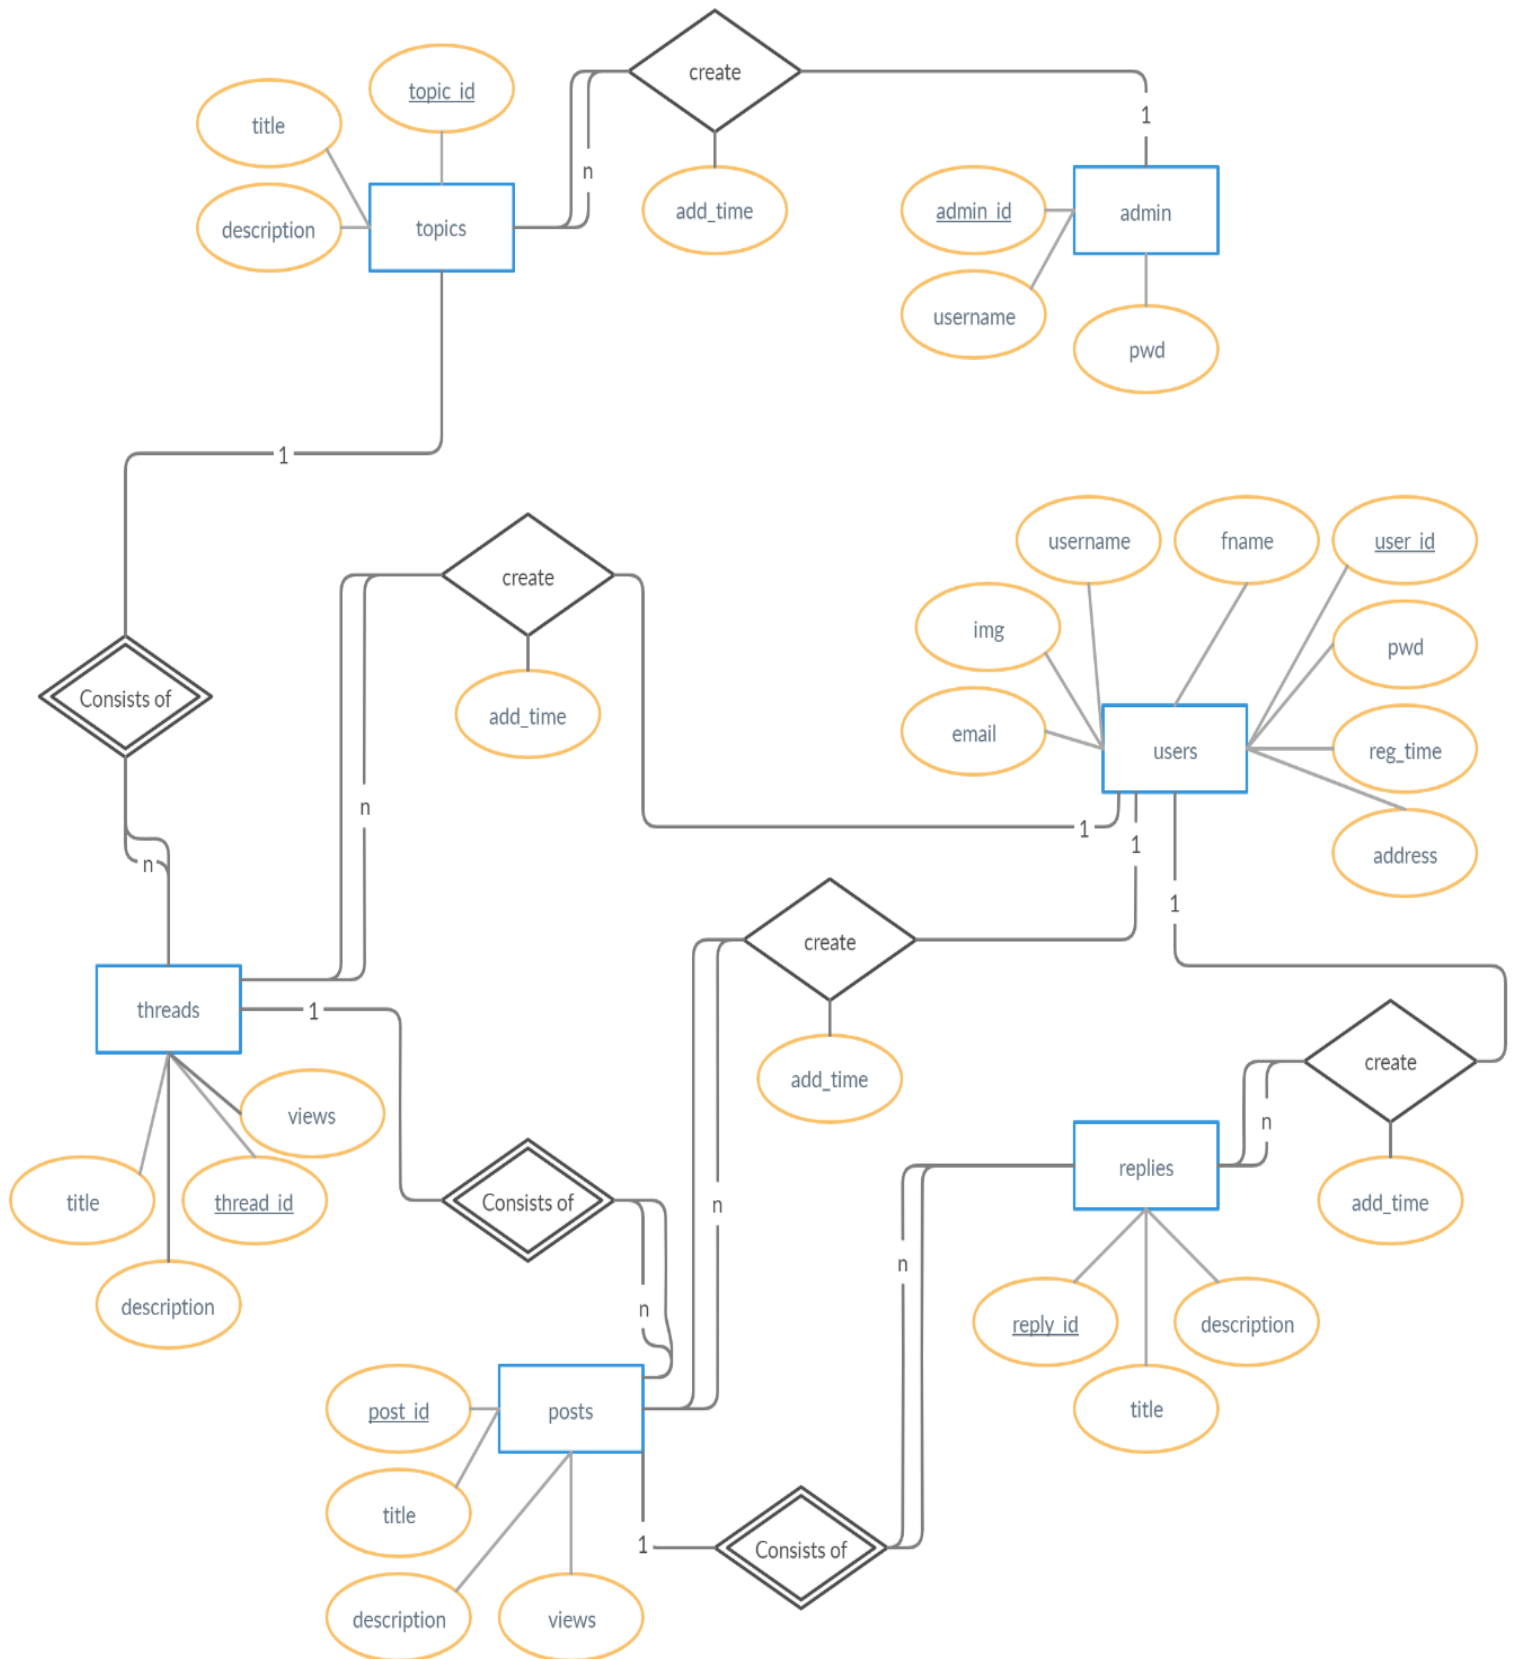 create
topic_id
title
1
n
add_time
admin_id
admin
description
topics
username
pwd
1
username
fname
user_id
create
img
pwd
Consists of
add_time
email
users
reg_time
n
1
1
address
n
1
create
threads
1
create
add_time
views
n
replies
title
thread_id
Consists of
n
add_time
n
description
n
reply_id
description
post_id
posts
title
title
1
Consists of
description
views